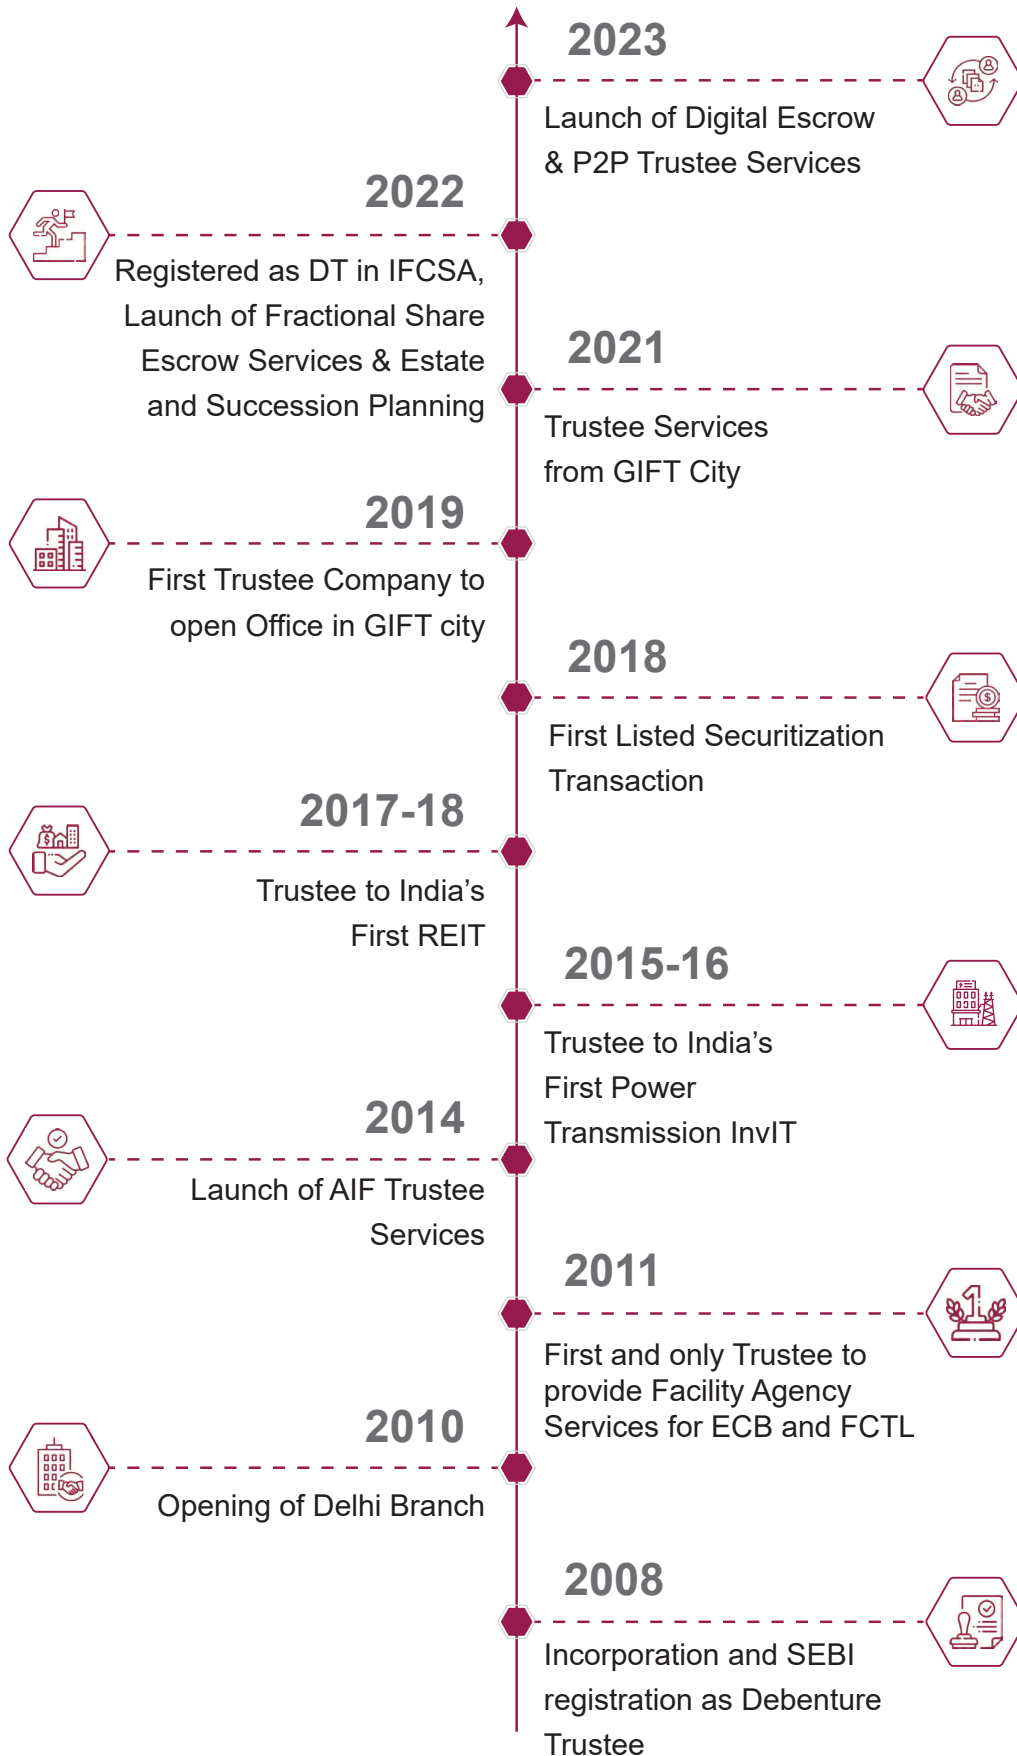 2023
Launch of Digital Escrow
& P2P Trustee Services
2022
Registered as DT in IFCSA,
Launch of Fractional Share
Escrow Services & Estate
and Succession Planning
2021
Trustee Services
from GIFT City
2019
First Trustee Company to
open Office in GIFT city
2018
First Listed Securitization
Transaction
2017-18
Trustee to India’s
First REIT
2015-16
Trustee to India’s
First Power
Transmission InvIT
2014
Launch of AIF Trustee
Services
2011
First and only Trustee to
provide Facility Agency
Services for ECB and FCTL
2010
Opening of Delhi Branch
2008
Incorporation and SEBI
registration as Debenture
Trustee